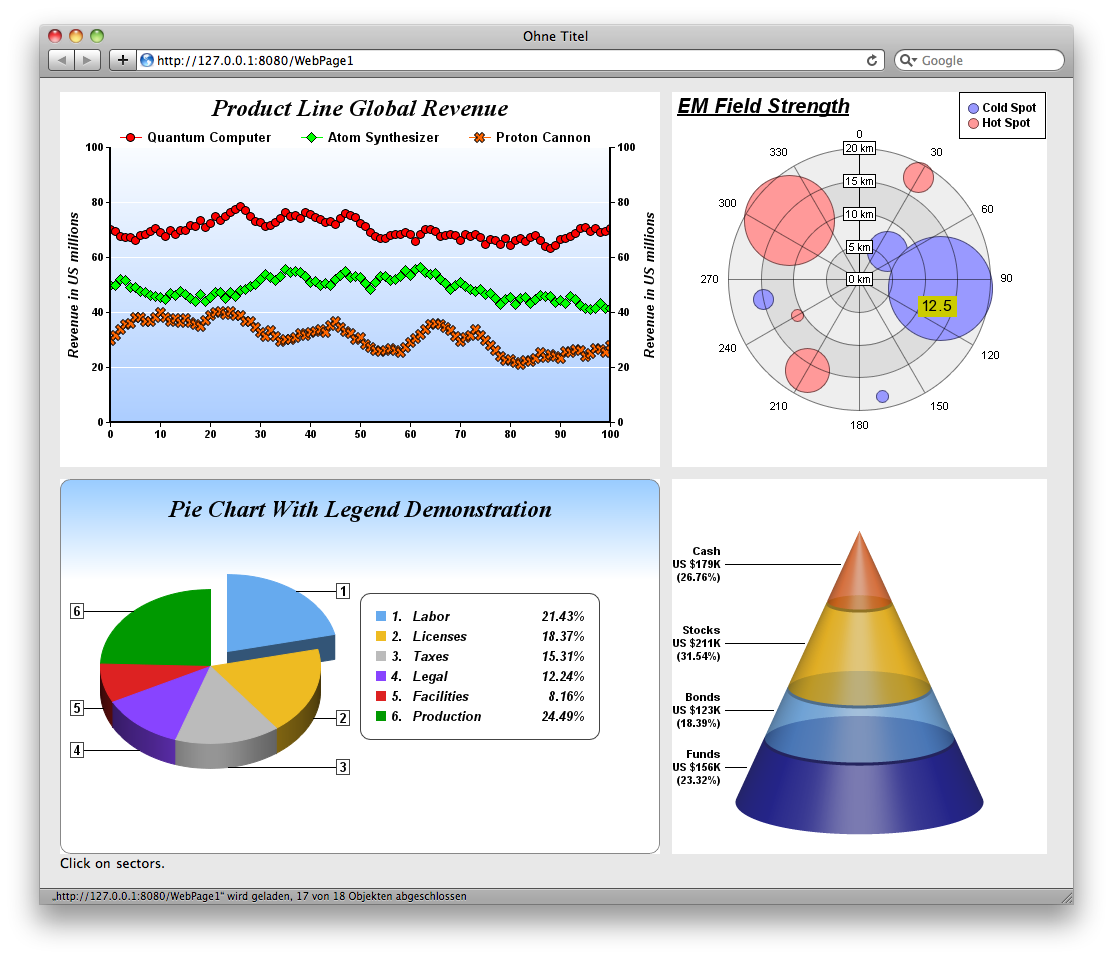 Ohne Titel
http://127.0.0.1:8080/WebPage1
Google
Product Line Global Revenue
Quantum Computer Atom Synthesizer Proton Cannon
100 100
80 80
60 60
40 40
20 20
0 0
Revenue in US millions
Revenue in US millions
0 10 20 30 40 50 60 70 80 90 100
EM Field Strength
Cold Spot
Hot Spot
0
330 20 km 30
15 km
300 10 km 60
5 km
270 0 km 90
12.5
240 120
210 150
180
Pie Chart With Legend Demonstration
1
6
5
2
4
3
1. Labor 21.43%
2. Licenses 18.37%
3. Taxes 15.31%
4. Legal 12.24%
5. Facilities 8.16%
6. Production 24.49%
Cash
US $179K
(26.76%)
Stocks
US $211K
(31.54%)
Bonds
US $123K
(18.39%)
Funds
US $156K
(23.32%)
Click on sectors.
„http://127.0.0.1:8080/WebPage1“ wird geladen, 17 von 18 Objekten abgeschlossen